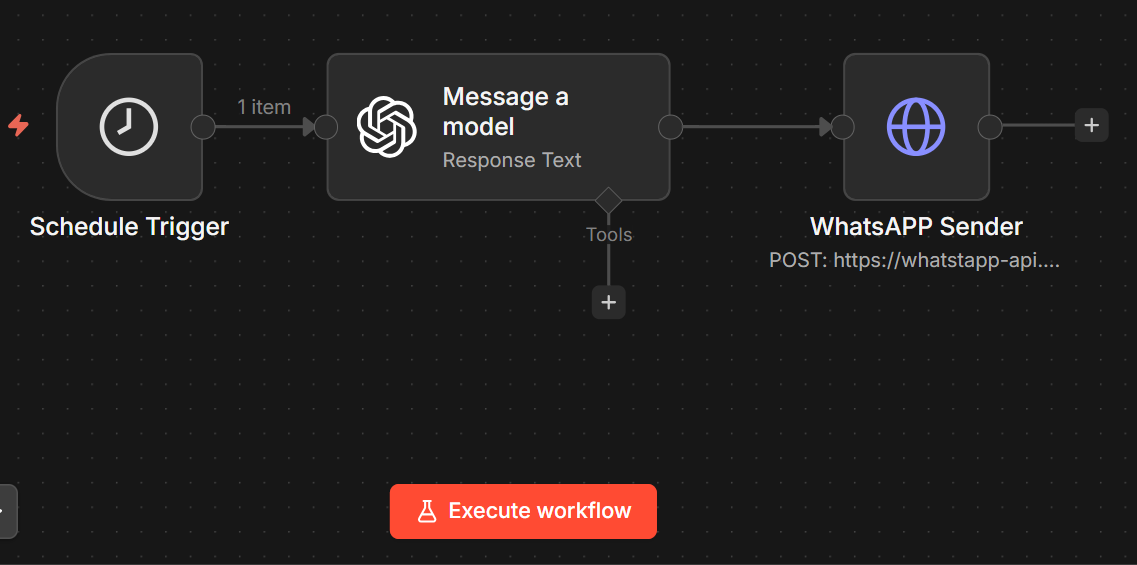 1 item
Message a
model
Response Text
Schedule Trigger
Tools
WhatsAPP Sender
POST: https://whatstapp-api....
Execute workflow